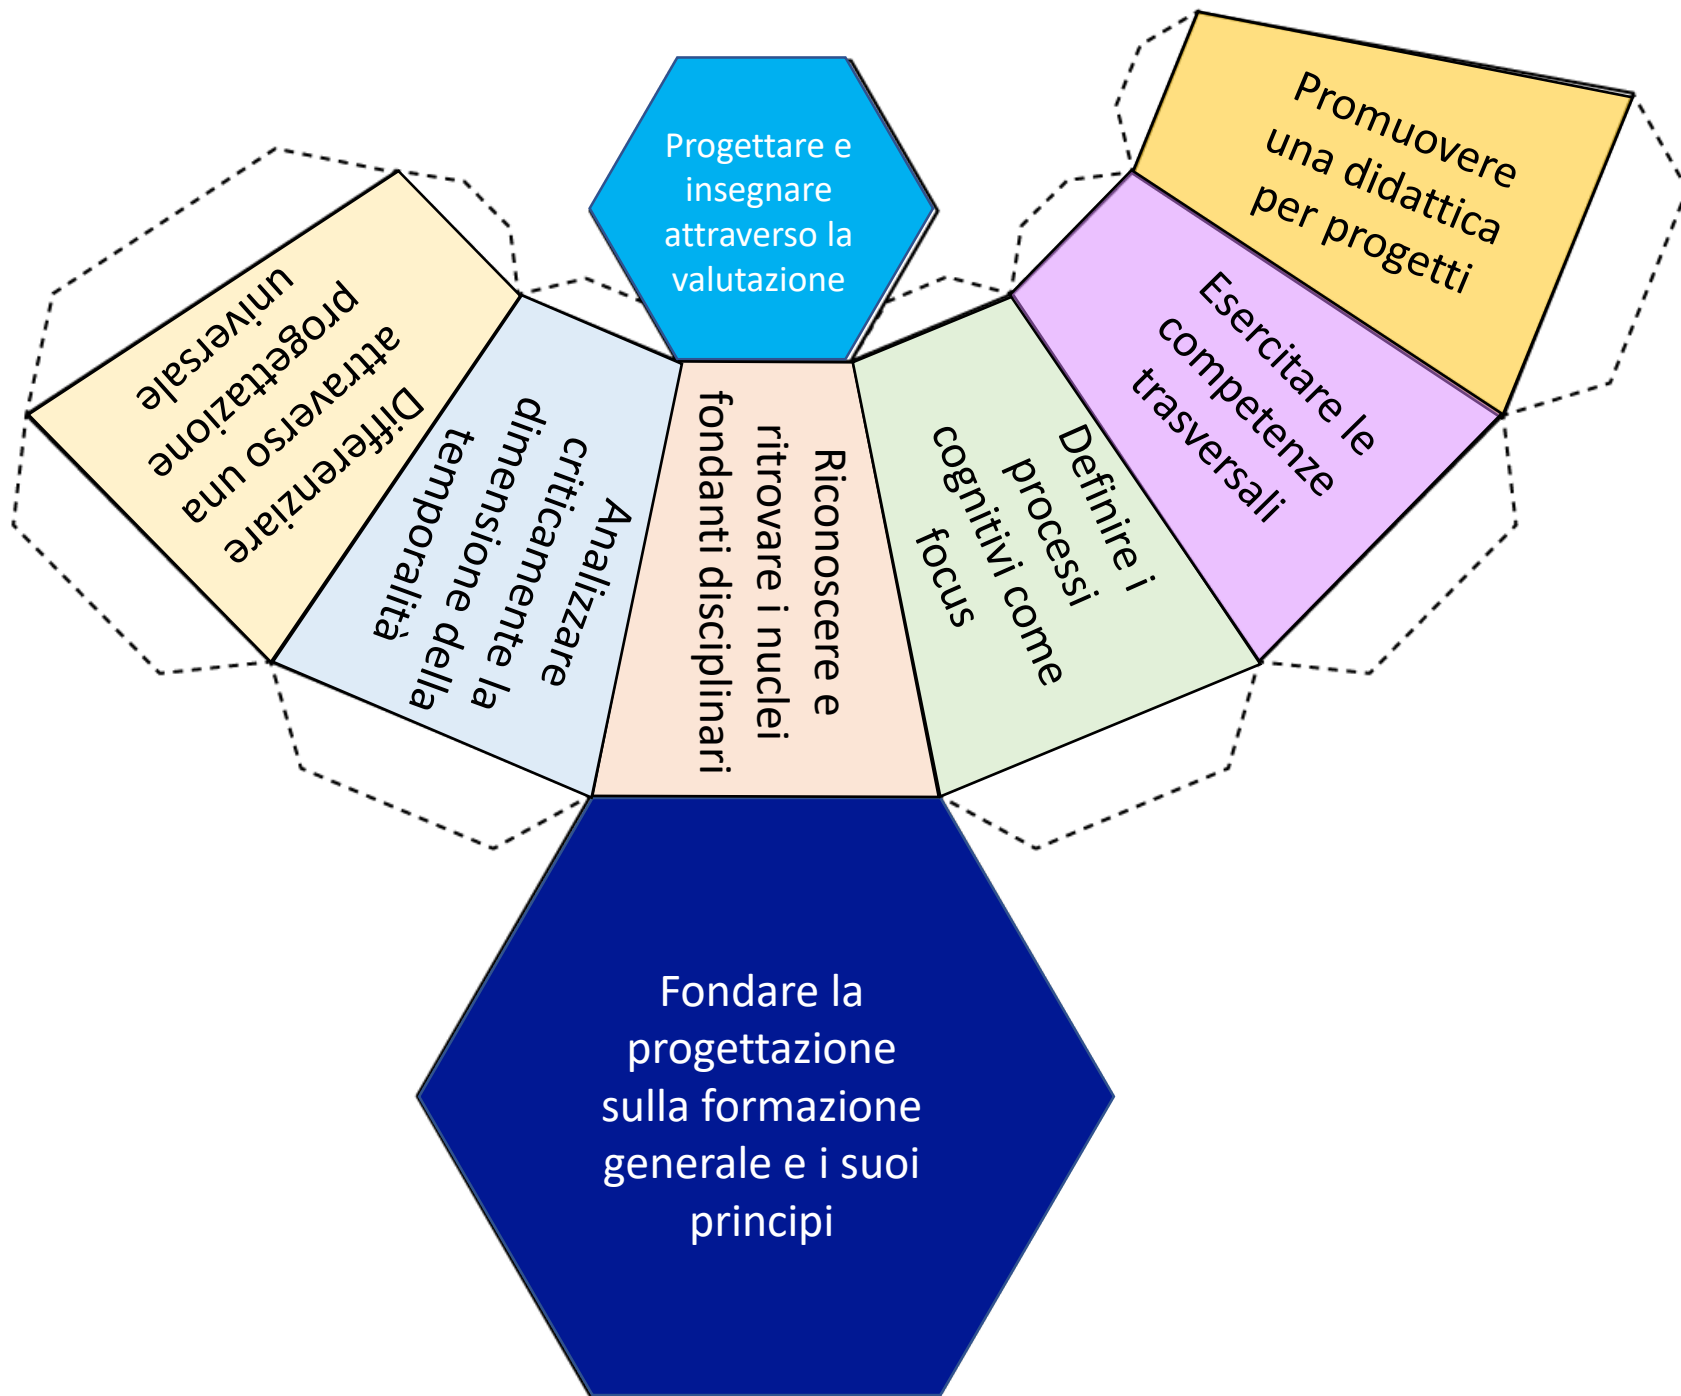 Progettare e
insegnare
attraverso la
valutazione
Promuovere
una didattica
per progetti
Differenziare
attraverso una
progettazione
universale
Analizzare
criticamente la
dimensione della
temporalità
Riconoscere e
ritrovare i nuclei
fondanti disciplinari
Definire i
processi
cognitivi come
focus
Esercitare le
competenze
trasversali
Fondare la
progettazione
sulla formazione
generale e i suoi
principi